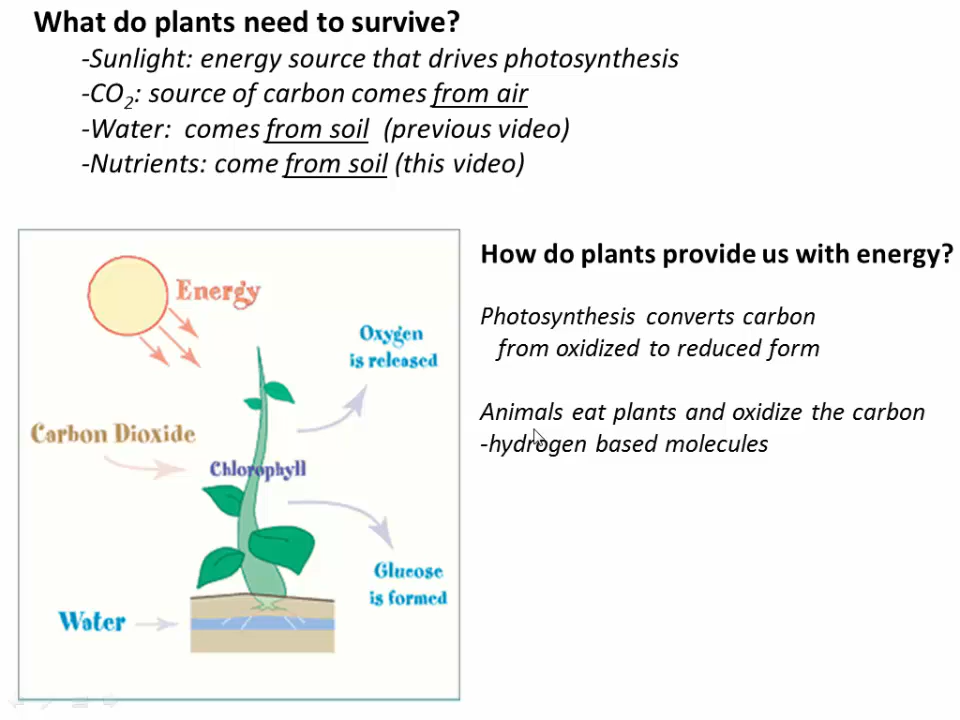 What do plants need to survive?
-Sunlight: energy source that drives photosynthesis
-CO2: source of carbon comes from air
-Water: comes from soil (previous video)
-Nutrients: come from soil (this video)
How do plants provide us with energy?
Photosynthesis converts carbon
from oxidized to reduced form
Animals eat plants and oxidize the carbon
-hydrogen based molecules
Energy
Oxygen
is released
Carbon Dioxide
Chlorophyll
Glucose
is formed
Water